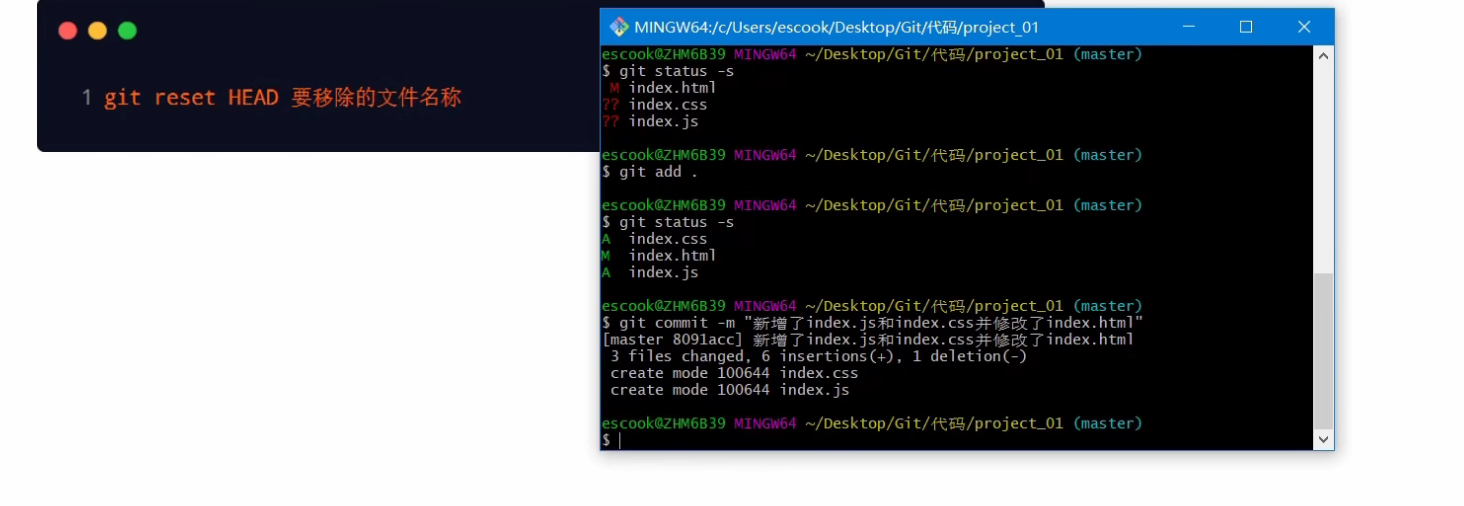 1 git reset HEAD 要移除的文件名称
MINGW64:/c/Users/escook/Desktop/Git/代码/project_01
escook@ZHM6B39 MINGW64 ~/Desktop/Git/代码/project_01 (master)
$ git status -s
 M index.html
?? index.css
?? index.js
escook@ZHM6B39 MINGW64 ~/Desktop/Git/代码/project_01 (master)
$ git add .
escook@ZHM6B39 MINGW64 ~/Desktop/Git/代码/project_01 (master)
$ git status -s
A  index.css
M  index.html
A  index.js
escook@ZHM6B39 MINGW64 ~/Desktop/Git/代码/project_01 (master)
$ git commit -m "新增了index.js和index.css并修改了index.html"
[master 8091acc] 新增了index.js和index.css并修改了index.html
 3 files changed, 6 insertions(+), 1 deletion(-)
 create mode 100644 index.css
 create mode 100644 index.js
escook@ZHM6B39 MINGW64 ~/Desktop/Git/代码/project_01 (master)
$